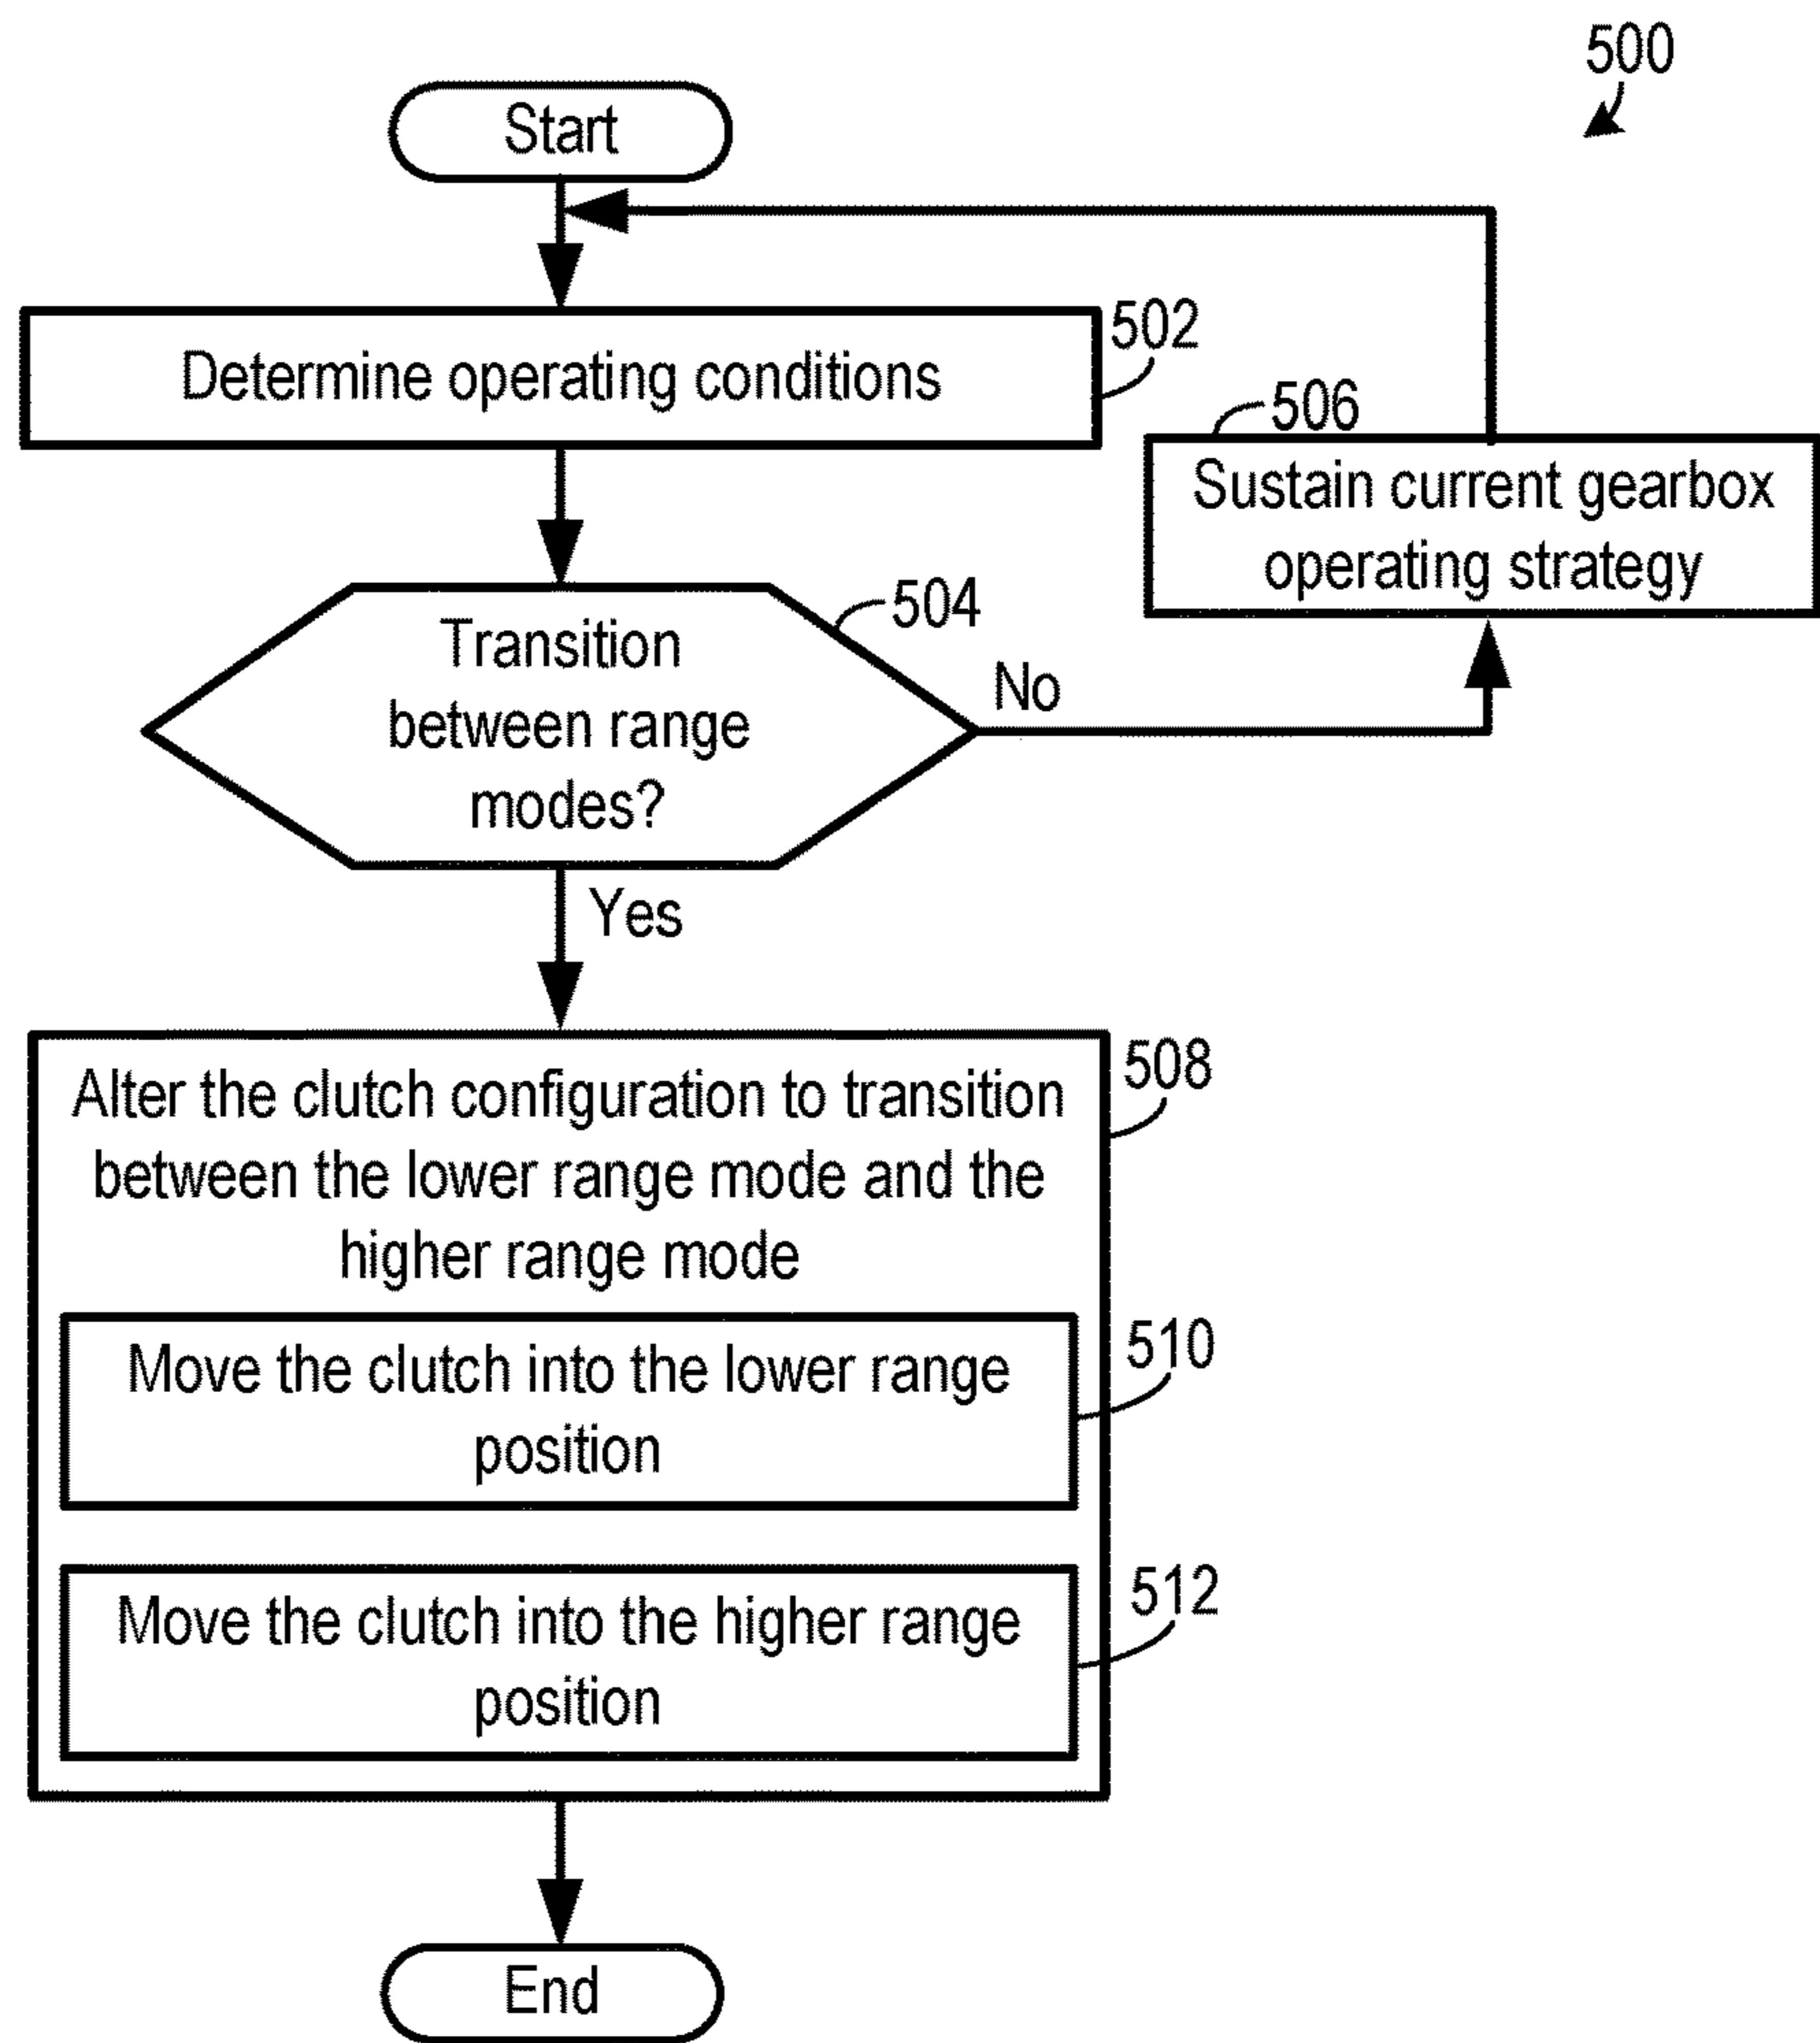 500
Start
Determine operating conditions
502
506
Sustain current gearbox
operating strategy
504
Transition
between range
modes?
No
Yes
508
Alter the clutch configuration to transition
between the lower range mode and the
higher range mode
510
Move the clutch into the lower range
position
512
Move the clutch into the higher range
position
End